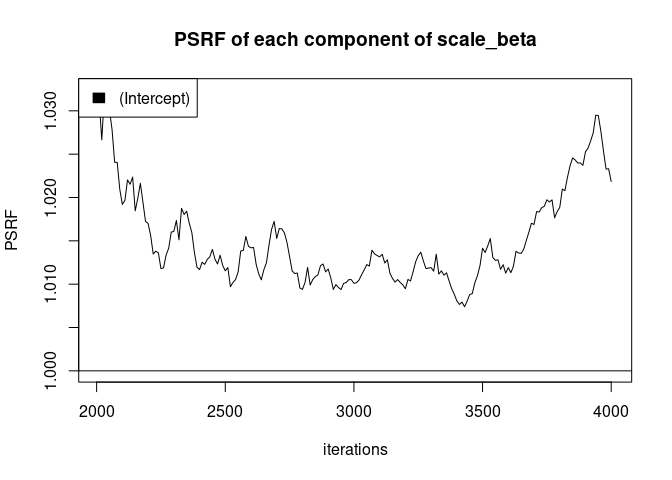 PSRF of each component of scale_beta
(Intercept)
PSRF
1.030
1.020
1.010
1.000
2000 2500 3000 3500 4000
iterations